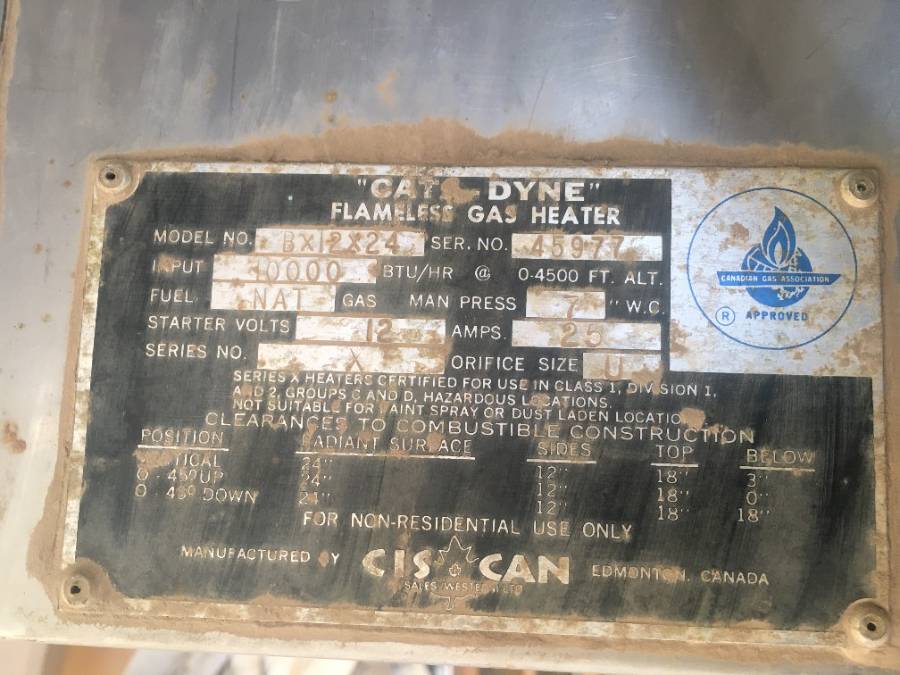 "CATA DYNE"
FLAMELESS GAS HEATER
MODEL NO. BX12X24 SER. NO. 45977
INPUT 10000 BTU/HR @ 0-4500 FT. ALT.
FUEL NAT GAS MAN PRESS 7 " W.C.
STARTER VOLTS 12 AMPS. 25
SERIES NO. X ORIFICE SIZE U
SERIES X HEATERS CERTIFIED FOR USE IN CLASS 1, DIVISION 1,
AND 2, GROUPS C AND D, HAZARDOUS LOCATIONS.
NOT SUITABLE FOR PAINT SPRAY OR DUST LADEN LOCATIONS
CLEARANCES TO COMBUSTIBLE CONSTRUCTION
POSITION RADIANT SURFACE SIDES TOP BELOW
VERTICAL 24" 12" 18" 3"
0 - 45° UP 24" 12" 18" 0"
0 - 45° DOWN 24" 12" 18" 18"
FOR NON-RESIDENTIAL USE ONLY
MANUFACTURED BY CIS CAN EDMONTON, CANADA
SALES (WESTERN) LTD
CANADIAN GAS ASSOCIATION
® APPROVED